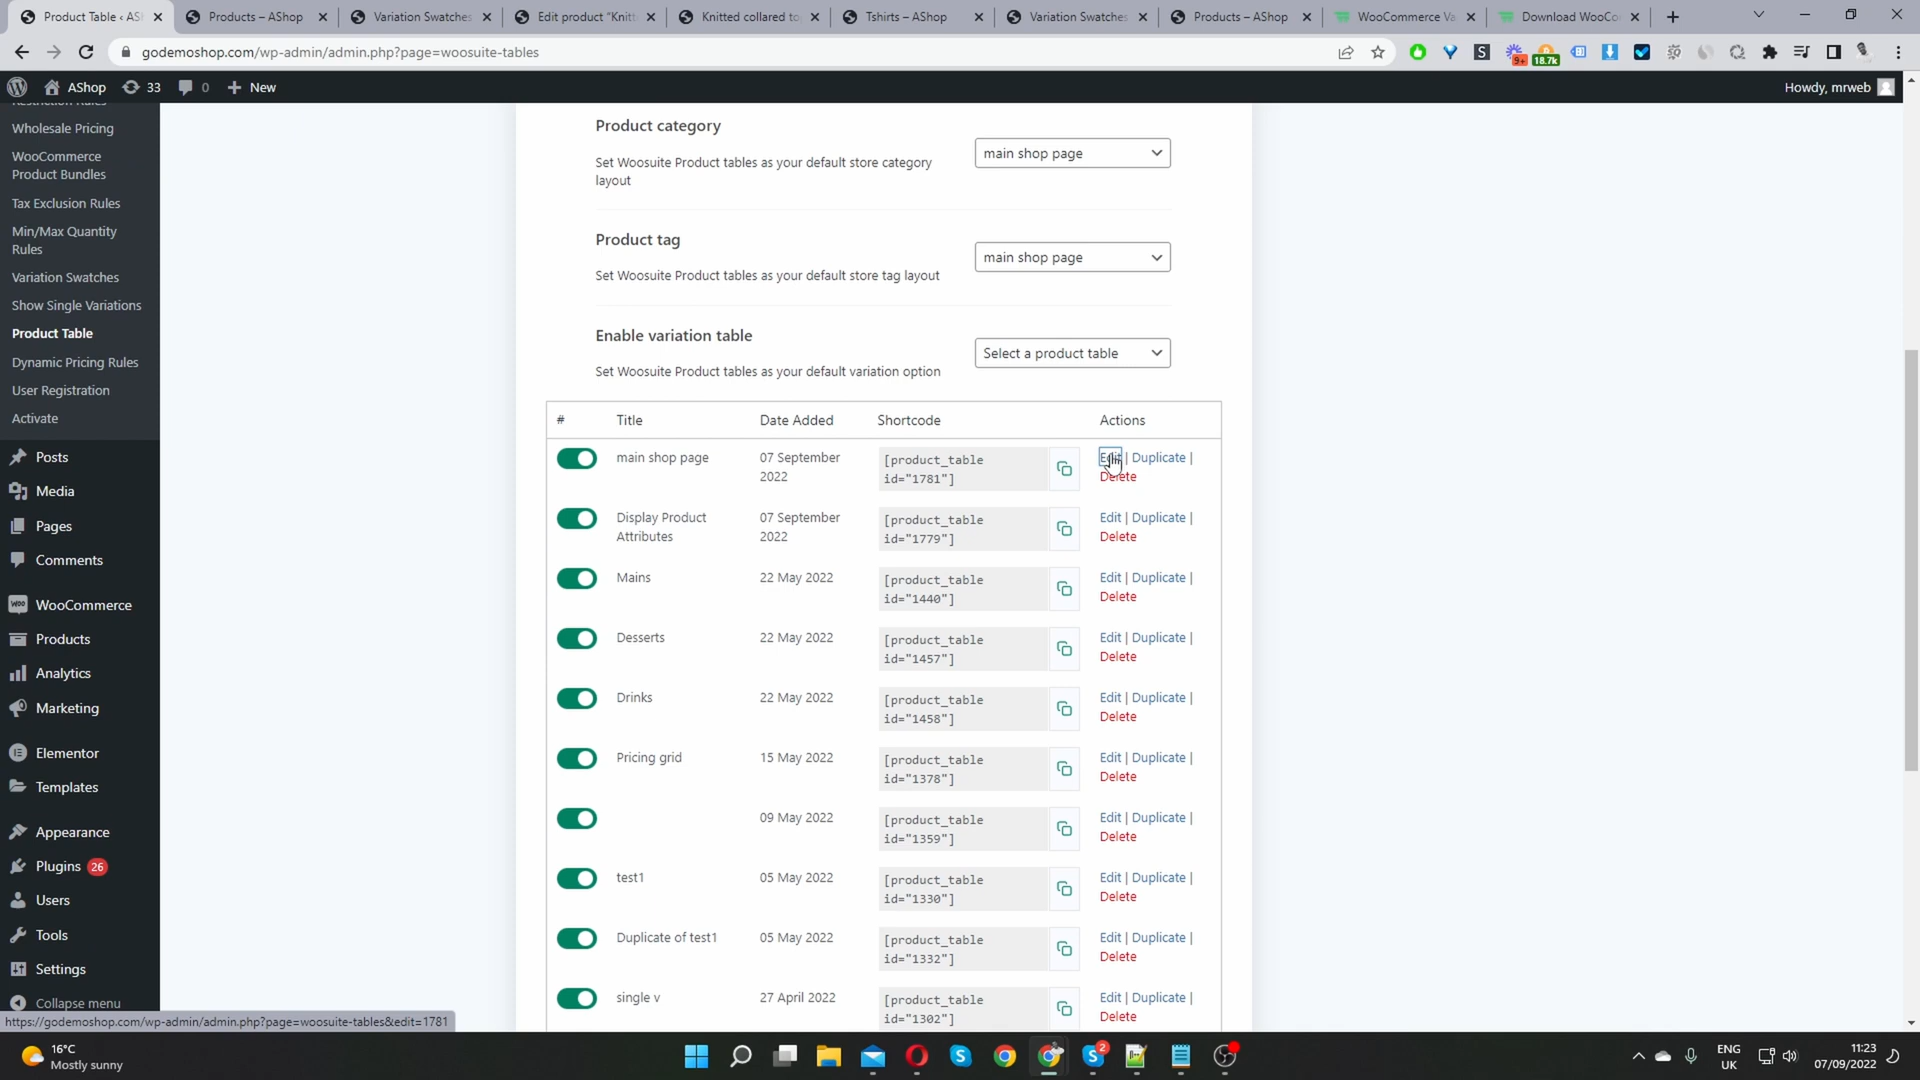 Product Table ‹ AS
Products – AShop
Variation Swatches
Edit product "Knitt
Knitted collared to
Tshirts – AShop
Variation Swatches
Products – AShop
WooCommerce Va
Download WooCo
godemoshop.com/wp-admin/admin.php?page=woosuite-tables
9+
18.7k
AShop
33
0
New
Howdy, mrweb
Restriction Rules
Wholesale Pricing
WooCommerce
Product Bundles
Tax Exclusion Rules
Min/Max Quantity
Rules
Variation Swatches
Show Single Variations
Product Table
Dynamic Pricing Rules
User Registration
Activate
Posts
Media
Pages
Comments
WooCommerce
Products
Analytics
Marketing
Elementor
Templates
Appearance
Plugins 26
Users
Tools
Settings
Collapse menu
Product category
Set Woosuite Product tables as your default store category
layout
main shop page
Product tag
Set Woosuite Product tables as your default store tag layout
main shop page
Enable variation table
Set Woosuite Product tables as your default variation option
Select a product table
# Title Date Added Shortcode Actions
main shop page 07 September 2022 [product_table id="1781"] Edit | Duplicate | Delete
Display Product Attributes 07 September 2022 [product_table id="1779"] Edit | Duplicate | Delete
Mains 22 May 2022 [product_table id="1440"] Edit | Duplicate | Delete
Desserts 22 May 2022 [product_table id="1457"] Edit | Duplicate | Delete
Drinks 22 May 2022 [product_table id="1458"] Edit | Duplicate | Delete
Pricing grid 15 May 2022 [product_table id="1378"] Edit | Duplicate | Delete
09 May 2022 [product_table id="1359"] Edit | Duplicate | Delete
test1 05 May 2022 [product_table id="1330"] Edit | Duplicate | Delete
Duplicate of test1 05 May 2022 [product_table id="1332"] Edit | Duplicate | Delete
single v 27 April 2022 [product_table id="1302"] Edit | Duplicate | Delete
https://godemoshop.com/wp-admin/admin.php?page=woosuite-tables&edit=1781
16°C
Mostly sunny
2
ENG
UK
11:23
07/09/2022